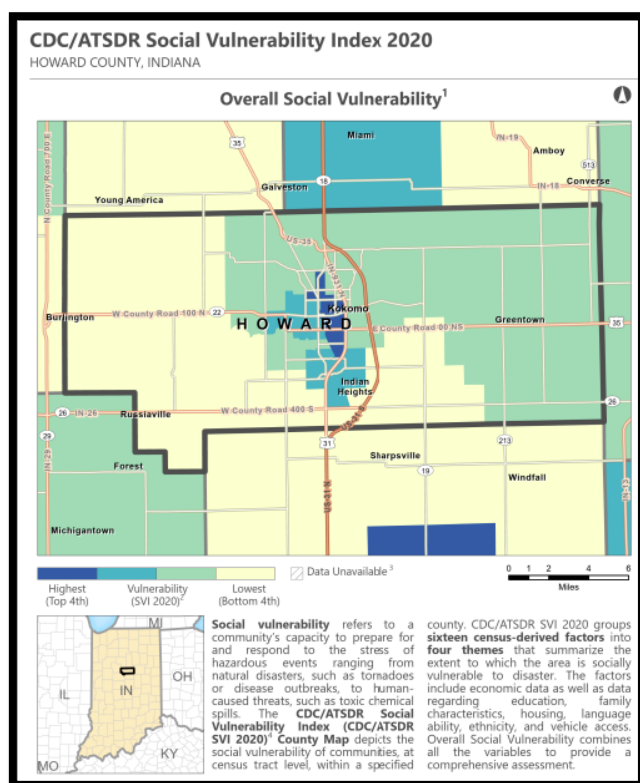 CDC/ATSDR Social Vulnerability Index 2020
HOWARD COUNTY, INDIANA
Overall Social Vulnerability1
Miami
IN-19
Amboy
35
513
N County Road 700 E
Galveston
18
IN-18
Converse
Young America
US-35
IN-931 N
Burlington
W County Road 100 N
22
Kokomo
HOWARD
E County Road 00 NS
Greentown
35
Indian
Heights
26
IN-26
Russiaville
W County Road 400 S
26
29
US-31 S
31
213
Forest
Sharpsville
IN-29
19
Windfall
US-31 N
Michigantown
Highest
(Top 4th)
Vulnerability
(SVI 2020)2
Lowest
(Bottom 4th)
Data Unavailable3
0 1 2 4 6
Miles
MI
IL
IN
OH
KY
MO
Social vulnerability refers to a
community's capacity to prepare for
and respond to the stress of
hazardous events ranging from
natural disasters, such as tornadoes
or disease outbreaks, to human-
caused threats, such as toxic chemical
spills. The CDC/ATSDR Social
Vulnerability Index (CDC/ATSDR
SVI 2020)4 County Map depicts the
social vulnerability of communities, at
census tract level, within a specified
county. CDC/ATSDR SVI 2020 groups
sixteen census-derived factors into
four themes that summarize the
extent to which the area is socially
vulnerable to disaster. The factors
include economic data as well as data
regarding education, family
characteristics, housing, language
ability, ethnicity, and vehicle access.
Overall Social Vulnerability combines
all the variables to provide a
comprehensive assessment.